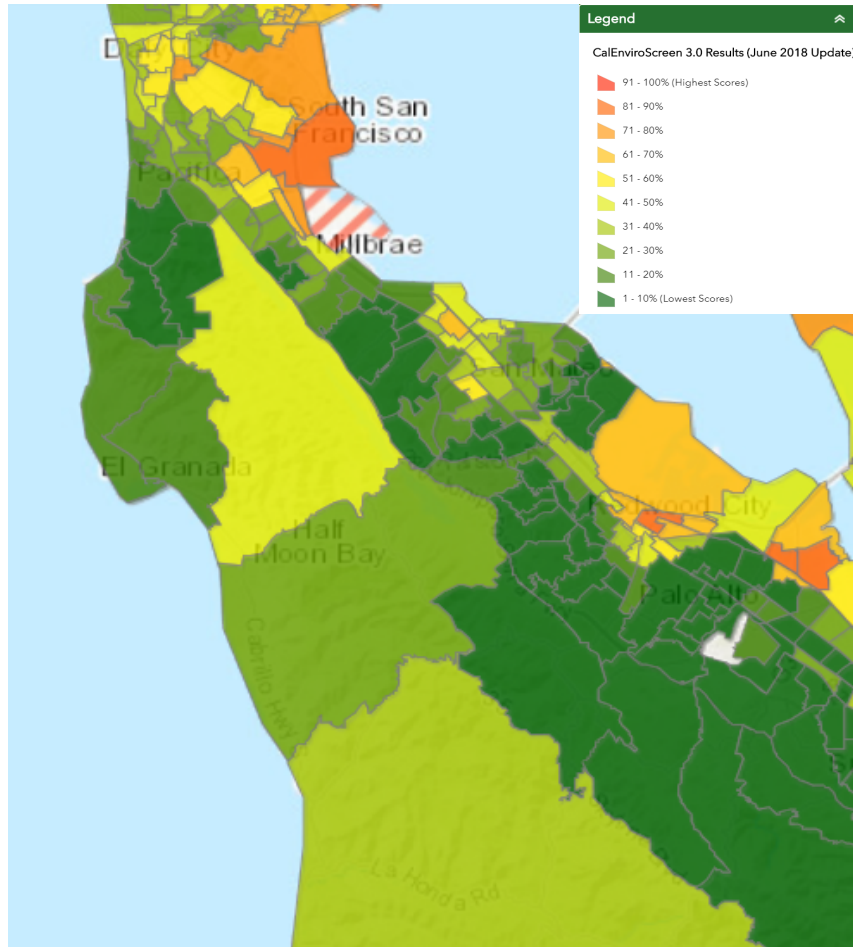 Legend
CalEnviroScreen 3.0 Results (June 2018 Update)
91 - 100% (Highest Scores)
81 - 90%
71 - 80%
61 - 70%
51 - 60%
41 - 50%
31 - 40%
21 - 30%
11 - 20%
1 - 10% (Lowest Scores)
Daly City
South San
Francisco
Pacifica
Millbrae
San Mateo
El Granada
Redwood City
Half
Moon Bay
Palo Alto
Cabrillo Hwy
La Honda Rd